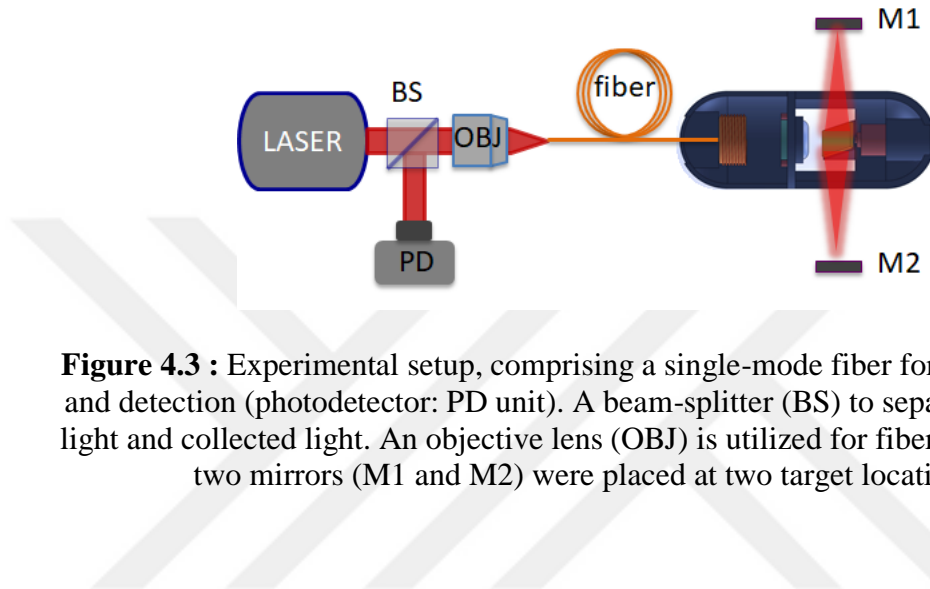 M1
BS
fiber
LASER
OBJ
PD
M2
Figure 4.3 : Experimental setup, comprising a single-mode fiber for
and detection (photodetector: PD unit). A beam-splitter (BS) to sepa
light and collected light. An objective lens (OBJ) is utilized for fiber
two mirrors (M1 and M2) were placed at two target locati